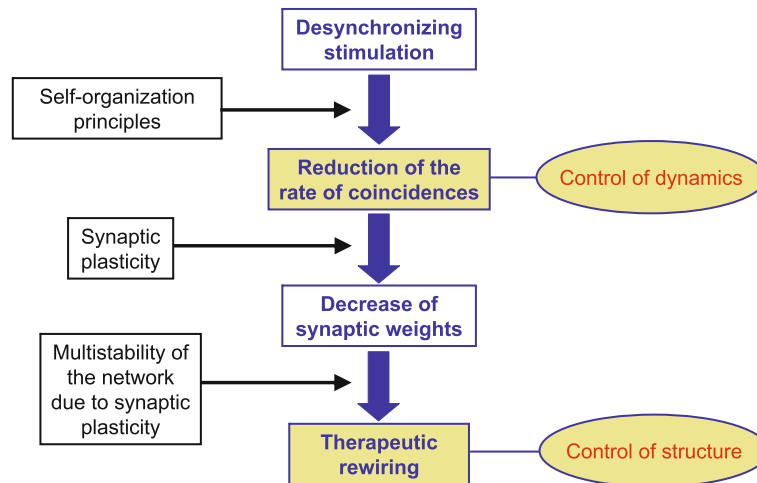 Desynchronizing
stimulation
Self-organization
principles
Reduction of the
rate of coincidences
Control of dynamics
Synaptic
plasticity
Decrease of
synaptic weights
Multistability of
the network
due to synaptic
plasticity
Therapeutic
rewiring
Control of structure